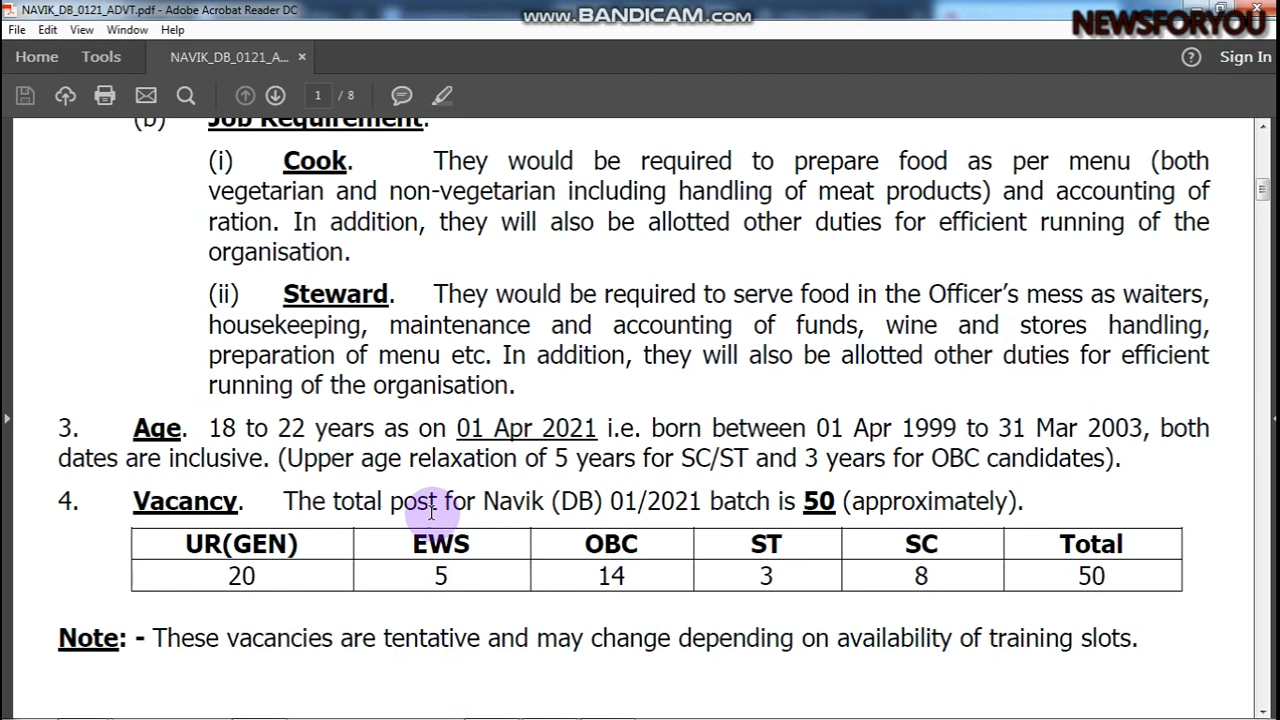 NAVIK_DB_0121_ADVT.pdf - Adobe Acrobat Reader DC
www.BANDICAM.com
NEWSFORYOU
File Edit View Window Help
Home Tools NAVIK_DB_0121_A... × ? Sign In
1 / 8
(b) Job Requirement.
(i) Cook. They would be required to prepare food as per menu (both
vegetarian and non-vegetarian including handling of meat products) and accounting of
ration. In addition, they will also be allotted other duties for efficient running of the
organisation.
(ii) Steward. They would be required to serve food in the Officer's mess as waiters,
housekeeping, maintenance and accounting of funds, wine and stores handling,
preparation of menu etc. In addition, they will also be allotted other duties for efficient
running of the organisation.
3. Age. 18 to 22 years as on 01 Apr 2021 i.e. born between 01 Apr 1999 to 31 Mar 2003, both
dates are inclusive. (Upper age relaxation of 5 years for SC/ST and 3 years for OBC candidates).
4. Vacancy. The total post for Navik (DB) 01/2021 batch is 50 (approximately).
UR(GEN) EWS OBC ST SC Total
20 5 14 3 8 50
Note: - These vacancies are tentative and may change depending on availability of training slots.